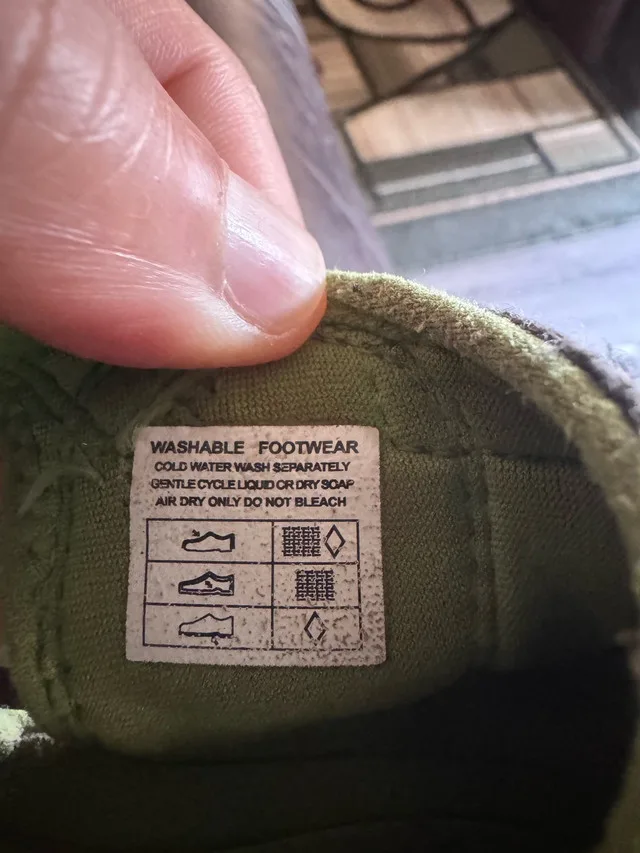 WASHABLE FOOTWEAR
COLD WATER WASH SEPARATELY
GENTLE CYCLE LIQUID OR DRY SOAP
AIR DRY ONLY DO NOT BLEACH